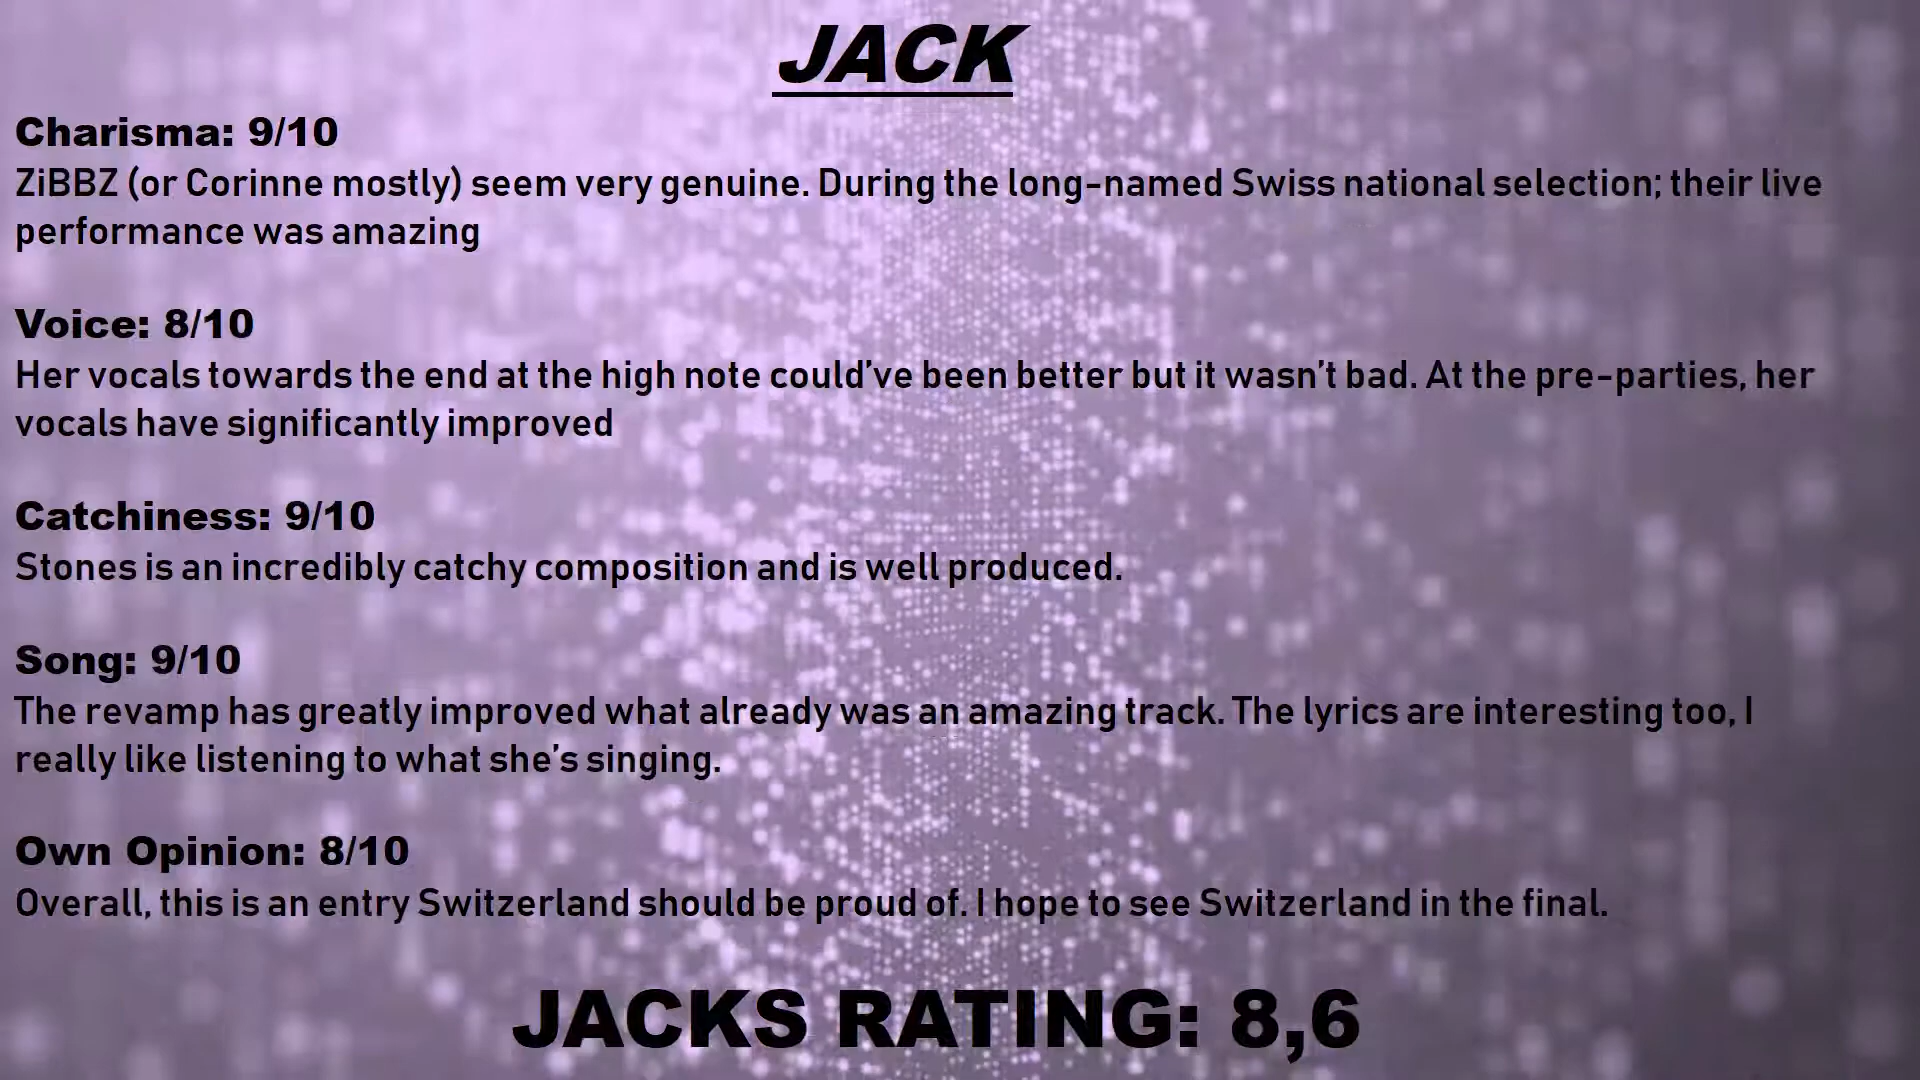 JACK
Charisma: 9/10
ZiBBZ (or Corinne mostly) seem very genuine. During the long-named Swiss national selection; their live
performance was amazing
Voice: 8/10
Her vocals towards the end at the high note could’ve been better but it wasn’t bad. At the pre-parties, her
vocals have significantly improved
Catchiness: 9/10
Stones is an incredibly catchy composition and is well produced.
Song: 9/10
The revamp has greatly improved what already was an amazing track. The lyrics are interesting too, I
really like listening to what she’s singing.
Own Opinion: 8/10
Overall, this is an entry Switzerland should be proud of. I hope to see Switzerland in the final.
JACKS RATING: 8,6